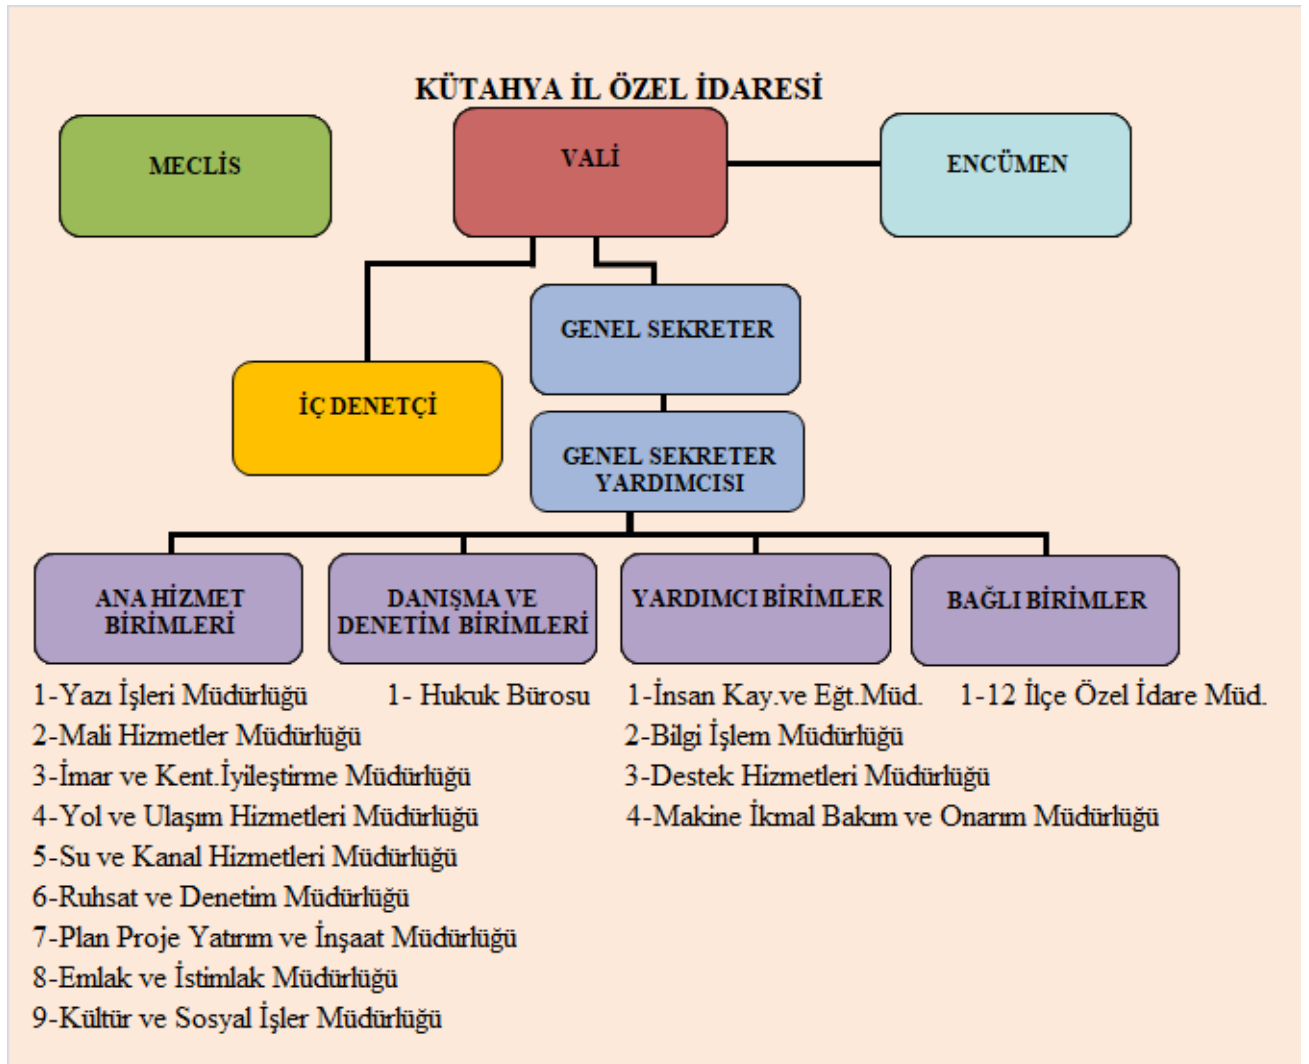 KÜTAHYA İL ÖZEL İDARESİ
MECLİS
VALİ
ENCÜMEN
GENEL SEKRETER
İÇ DENETÇİ
GENEL SEKRETER
YARDIMCISI
ANA HİZMET
BİRİMLERİ
DANIŞMA VE
DENETİM BİRİMLERİ
YARDIMCI BİRİMLER
BAĞLI BİRİMLER
1-Yazı İşleri Müdürlüğü
2-Mali Hizmetler Müdürlüğü
3-İmar ve Kent.İyileştirme Müdürlüğü
4-Yol ve Ulaşım Hizmetleri Müdürlüğü
5-Su ve Kanal Hizmetleri Müdürlüğü
6-Ruhsat ve Denetim Müdürlüğü
7-Plan Proje Yatırım ve İnşaat Müdürlüğü
8-Emlak ve İstimlak Müdürlüğü
9-Kültür ve Sosyal İşler Müdürlüğü
1- Hukuk Bürosu
1-İnsan Kay.ve Eğt.Müd.
2-Bilgi İşlem Müdürlüğü
3-Destek Hizmetleri Müdürlüğü
4-Makine İkmal Bakım ve Onarım Müdürlüğü
1-12 İlçe Özel İdare Müd.